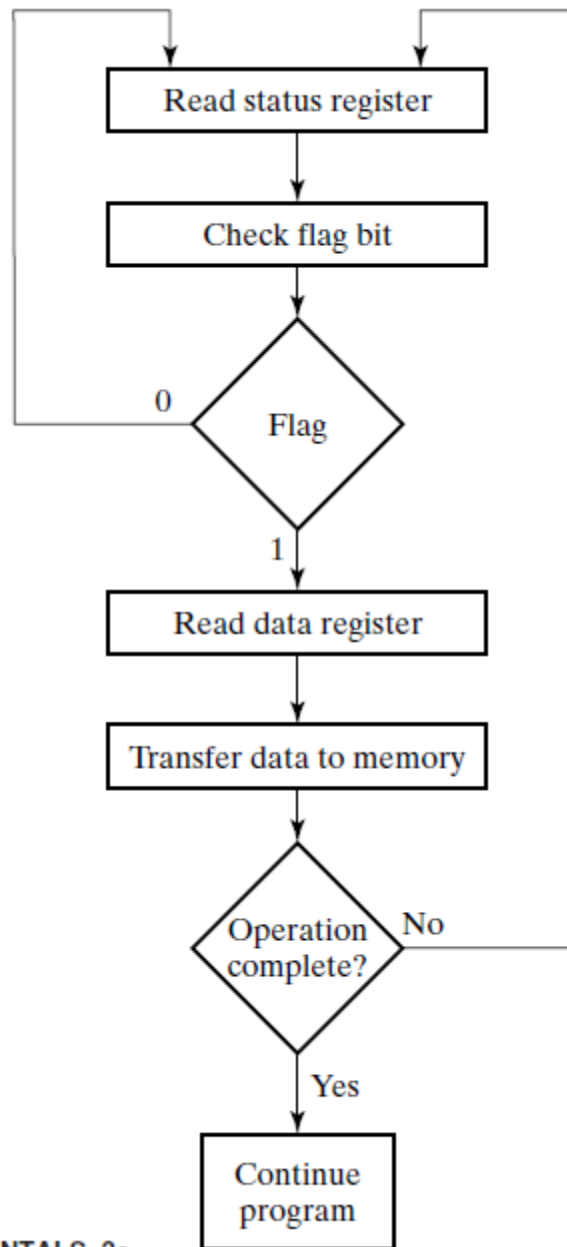 Read status register
Check flag bit
0
Flag
1
Read data register
Transfer data to memory
Operation
complete?
No
Yes
Continue
program